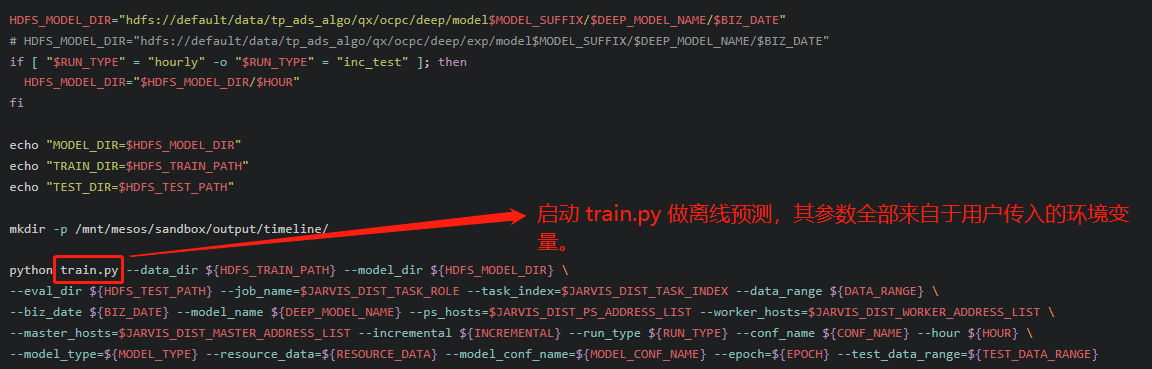 HDFS_MODEL_DIR="hdfs://default/data/tp_ads_algo/qx/ocpc/deep/model$MODEL_SUFFIX/$DEEP_MODEL_NAME/$BIZ_DATE"
# HDFS_MODEL_DIR="hdfs://default/data/tp_ads_algo/qx/ocpc/deep/exp/model$MODEL_SUFFIX/$DEEP_MODEL_NAME/$BIZ_DATE"
if [ "$RUN_TYPE" = "hourly" -o "$RUN_TYPE" = "inc_test" ]; then
  HDFS_MODEL_DIR="$HDFS_MODEL_DIR/$HOUR"
fi
echo "MODEL_DIR=$HDFS_MODEL_DIR"
echo "TRAIN_DIR=$HDFS_TRAIN_PATH"
echo "TEST_DIR=$HDFS_TEST_PATH"
启动 train.py 做离线预测，其参数全部来自于用户传入的环境变
量。
mkdir -p /mnt/mesos/sandbox/output/timeline/
python train.py --data_dir ${HDFS_TRAIN_PATH} --model_dir ${HDFS_MODEL_DIR} \
--eval_dir ${HDFS_TEST_PATH} --job_name=$JARVIS_DIST_TASK_ROLE --task_index=$JARVIS_DIST_TASK_INDEX --data_range ${DATA_RANGE} \
--biz_date ${BIZ_DATE} --model_name ${DEEP_MODEL_NAME} --ps_hosts=$JARVIS_DIST_PS_ADDRESS_LIST --worker_hosts=$JARVIS_DIST_WORKER_ADDRESS_LIST \
--master_hosts=$JARVIS_DIST_MASTER_ADDRESS_LIST --incremental ${INCREMENTAL} --run_type ${RUN_TYPE} --conf_name ${CONF_NAME} --hour ${HOUR} \
--model_type=${MODEL_TYPE} --resource_data=${RESOURCE_DATA} --model_conf_name=${MODEL_CONF_NAME} --epoch=${EPOCH} --test_data_range=${TEST_DATA_RANGE}